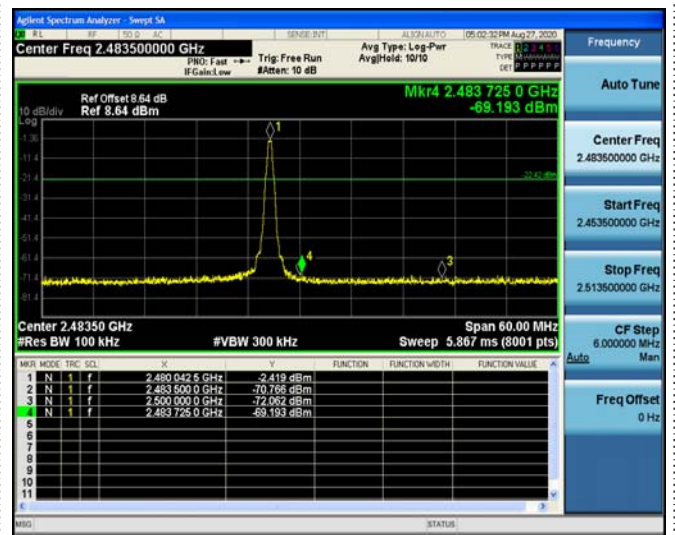 Agilent Spectrum Analyzer - Swept SA
RL RF 50 Ω AC SENSE:INT ALIGN AUTO 05:02:32 PM Aug 27, 2020
Center Freq 2.483500000 GHz
PNO: Fast
IFGain:Low
Trig: Free Run
#Atten: 10 dB
Avg Type: Log-Pwr
Avg|Hold: 10/10
TRACE 1 2 3 4 5 6
TYPE
DET P P P P P P
Ref Offset 8.64 dB
Ref 8.64 dBm
10 dB/div
Log
Mkr4 2.483 725 0 GHz
-69.193 dBm
1
-1.36
-11.4
-21.4
-22.42 dBm
-31.4
-41.4
-51.4
-61.4
4
3
-71.4
-81.4
Center 2.48350 GHz
#Res BW 100 kHz
#VBW 300 kHz
Span 60.00 MHz
Sweep 5.867 ms (8001 pts)
MKR MODE TRC SCL X Y FUNCTION FUNCTION WIDTH FUNCTION VALUE
1 N 1 f 2.480 042 5 GHz -2.419 dBm
2 N 1 f 2.483 500 0 GHz -70.766 dBm
3 N 1 f 2.500 000 0 GHz -72.062 dBm
4 N 1 f 2.483 725 0 GHz -69.193 dBm
5
6
7
8
9
10
11
MSG STATUS
Frequency
Auto Tune
Center Freq
2.483500000 GHz
Start Freq
2.453500000 GHz
Stop Freq
2.513500000 GHz
CF Step
6.000000 MHz
Auto Man
Freq Offset
0 Hz